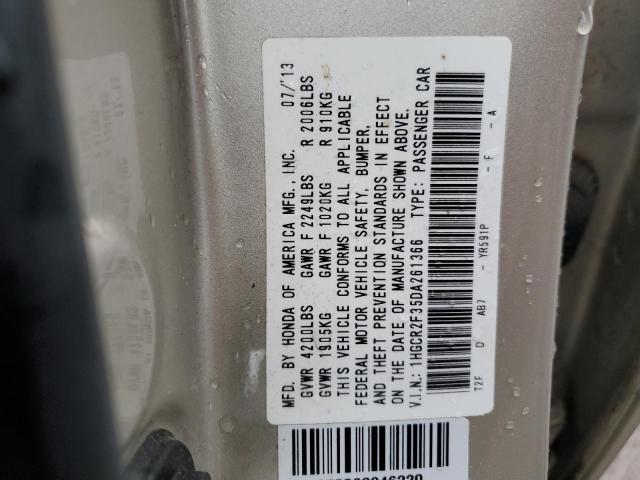 MFD. BY HONDA OF AMERICA MFG., INC. 07/'13
GVWR 4200LBS GAWR F 2249LBS R 2006LBS
GVWR 1905KG GAWR F 1020KG R 910KG
THIS VEHICLE CONFORMS TO ALL APPLICABLE
FEDERAL MOTOR VEHICLE SAFETY, BUMPER,
AND THEFT PREVENTION STANDARDS IN EFFECT
ON THE DATE OF MANUFACTURE SHOWN ABOVE.
V.I.N.: 1HGCR2F35DA261366 TYPE: PASSENGER CAR
T2F D AB7 - YR591P - F - A